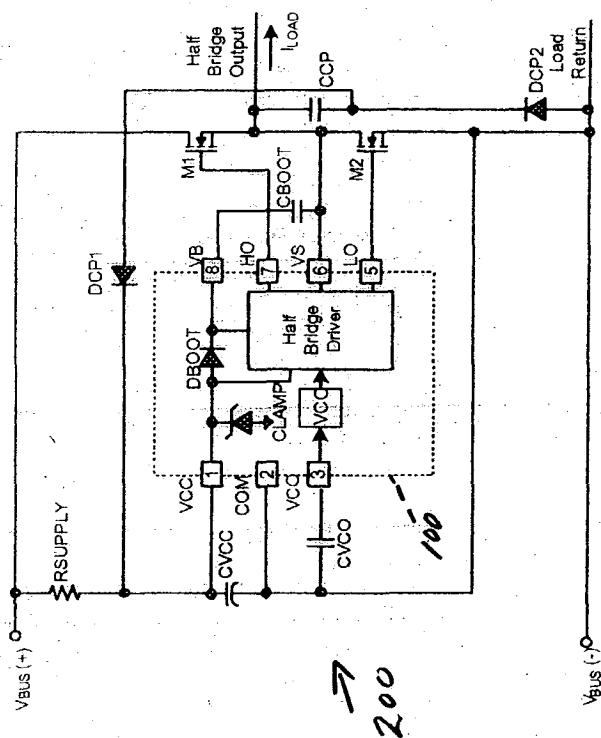 VBUS (+)
RSUPPLY
DCP1
Half
Bridge
Output
ILOAD
M1
CCP
CBOOT
VB
HO
VS
LO
8
7
6
5
M2
DCP2
Load
Return
DBOOT
CLAMP
Half
Bridge
Driver
VCO
VCC
COM
VCO
1
2
3
CVCC
CVCO
100
200
VBUS (-)